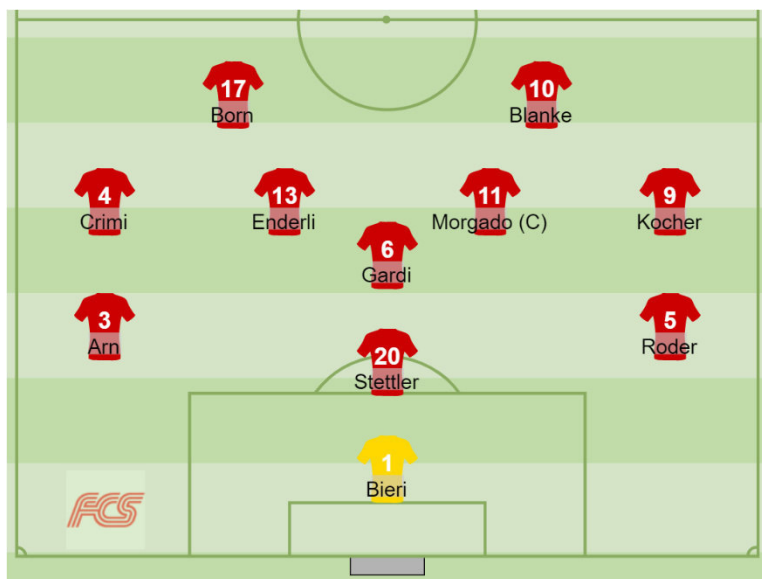 17
Born
10
Blanke
4
Crimi
13
Enderli
11
Morgado (C)
9
Kocher
6
Gardi
3
Arn
5
Roder
20
Stettler
1
Bieri
FCS